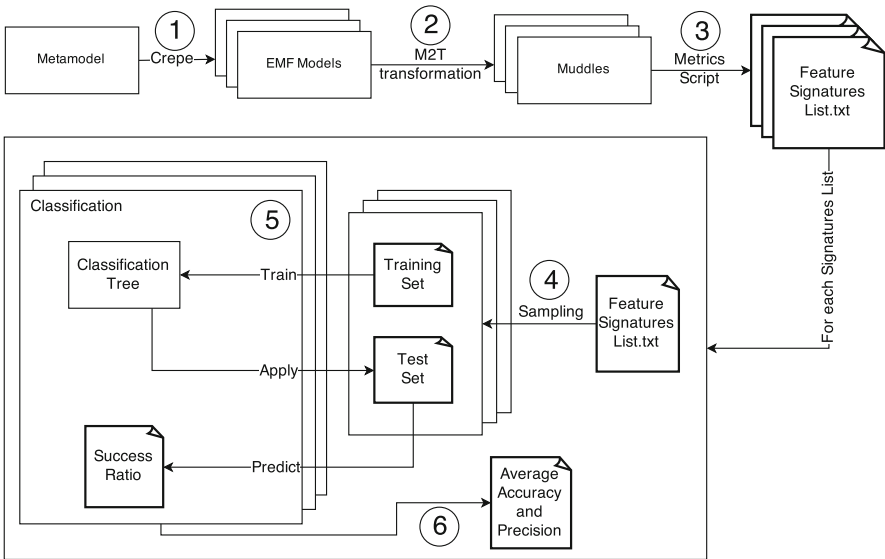 Metamodel
1
Crepe
EMF Models
2
M2T
transformation
Muddles
3
Metrics
Script
Feature
Signatures
List.txt
For each Signatures List
Classification
5
Classification
Tree
Train
Training
Set
4
Sampling
Feature
Signatures
List.txt
Apply
Test
Set
Success
Ratio
Predict
6
Average
Accuracy
and
Precision